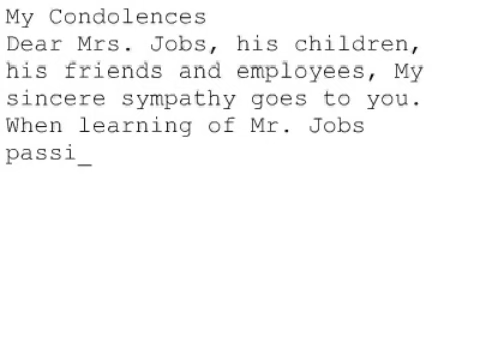 My Condolences
Dear Mrs. Jobs, his children,
his friends and employees, My
sincere sympathy goes to you.
When learning of Mr. Jobs
passi_